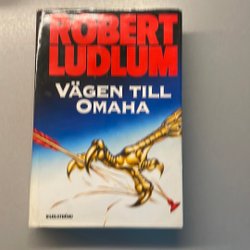 ROBERT
LUDLUM
VÄGEN TILL
OMAHA